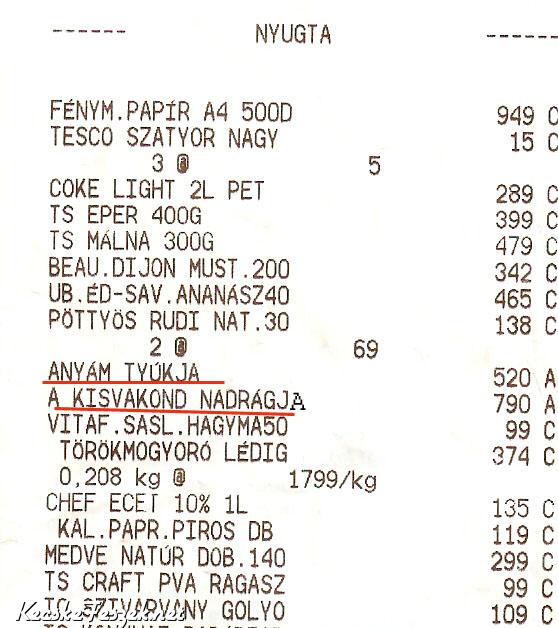 ------ NYUGTA ------
FÉNYM.PAPÍR A4 500D 949 C
TESCO SZATYOR NAGY 15 C
3 @ 5
COKE LIGHT 2L PET 289 C
TS EPER 400G 399 C
TS MÁLNA 300G 479 C
BEAU.DIJON MUST.200 342 C
UB.ÉD-SAV.ANANÁSZ40 465 C
PÖTTYÖS RUDI NAT.30 138 C
2 @ 69
ANYÁM TYÚKJA 520 A
A KISVAKOND NADRÁGJA 790 A
VITAF.SASL.HAGYMA50 99 C
TÖRÖKMOGYORÓ LÉDIG 374 C
0,208 kg @ 1799/kg
CHEF ECET 10% 1L 135 C
KAL.PAPR.PIROS DB 119 C
MEDVE NATÚR DOB.140 299 C
TS CRAFT PVA RAGASZ 99 C
SZIVARVANY GOLYO 109 C
KecskeFeszek.net